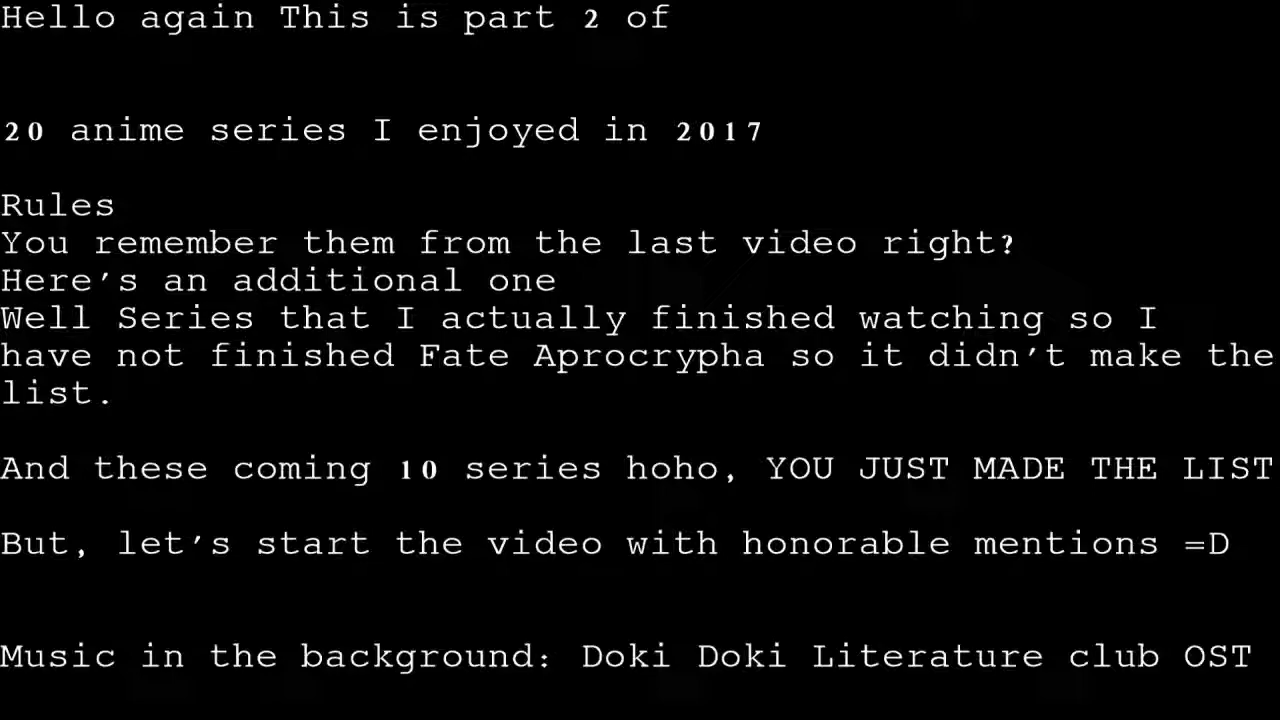 Hello again This is part 2 of
20 anime series I enjoyed in 2017
Rules
You remember them from the last video right?
Here's an additional one
Well Series that I actually finished watching so I
have not finished Fate Aprocrypha so it didn't make the
list.
And these coming 10 series hoho, YOU JUST MADE THE LIST
But, let's start the video with honorable mentions =D
Music in the background: Doki Doki Literature club OST